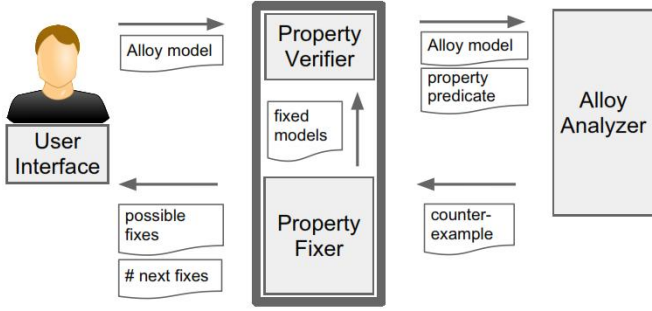 Alloy model
Property
Verifier
Alloy model
property
predicate
Alloy
Analyzer
User
Interface
fixed
models
possible
fixes
# next fixes
Property
Fixer
counter-
example